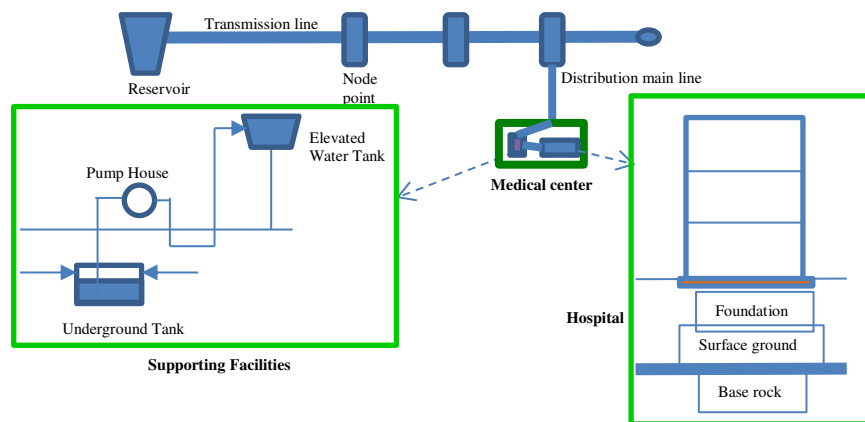 Transmission line
Reservoir
Node
point
Distribution main line
Elevated
Water Tank
Pump House
Underground Tank
Supporting Facilities
Medical center
Hospital
Foundation
Surface ground
Base rock